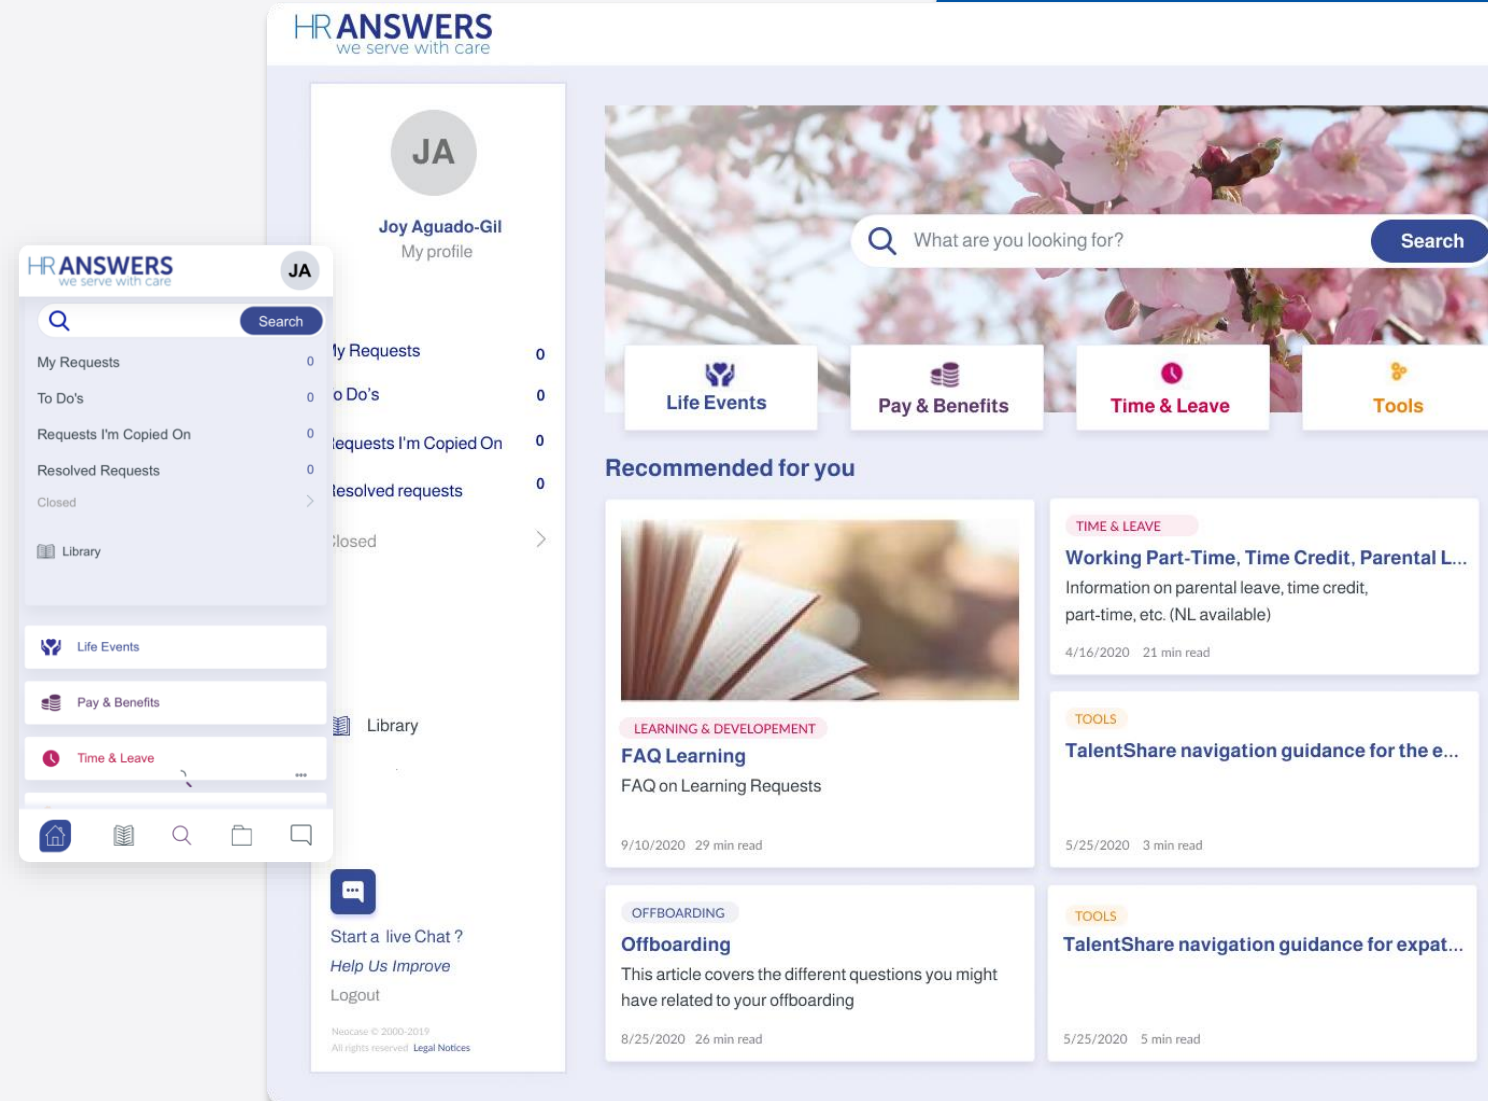 HR ANSWERS
we serve with care
JA
Joy Aguado-Gil
My profile
y Requests
0
o Do's
0
equests I'm Copied On
0
esolved requests
0
losed
Library
Start a live Chat ?
Help Us Improve
Logout
Neocase © 2000-2019
All rights reserved Legal Notices
HR ANSWERS
we serve with care
JA
Search
My Requests
0
To Do's
0
Requests I'm Copied On
0
Resolved Requests
0
Closed
Library
Life Events
Pay & Benefits
Time & Leave
What are you looking for?
Search
Life Events
Pay & Benefits
Time & Leave
Tools
Recommended for you
LEARNING & DEVELOPEMENT
FAQ Learning
FAQ on Learning Requests
9/10/2020 29 min read
TIME & LEAVE
Working Part-Time, Time Credit, Parental L...
Information on parental leave, time credit,
part-time, etc. (NL available)
4/16/2020 21 min read
TOOLS
TalentShare navigation guidance for the e...
5/25/2020 3 min read
OFFBOARDING
Offboarding
This article covers the different questions you might
have related to your offboarding
8/25/2020 26 min read
TOOLS
TalentShare navigation guidance for expat...
5/25/2020 5 min read